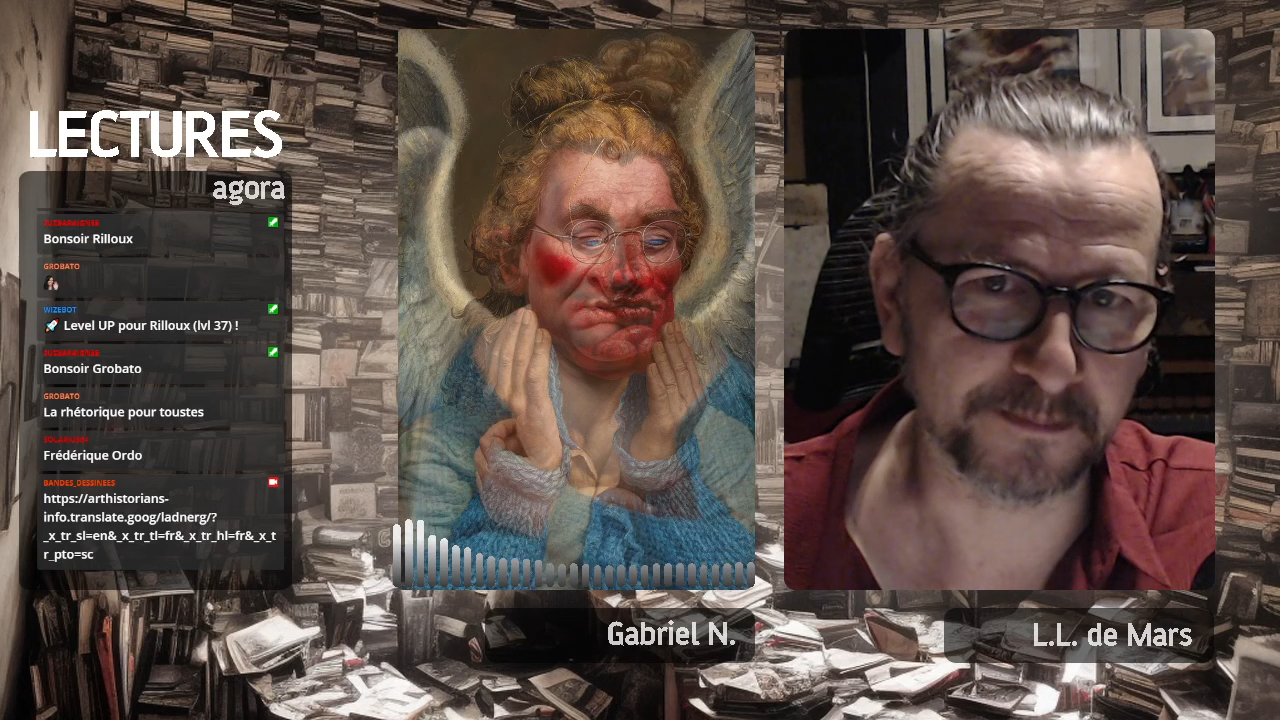 LECTURES
agora
Bonsoir Rilloux
GROBATO
WIZEBOT
🚀 Level UP pour Rilloux (lvl 37) !
Bonsoir Grobato
GROBATO
La rhétorique pour toustes
Frédérique Ordo
BANDES_DESSINEES
https://arthistorians-
info.translate.goog/ladnerg/?
_x_tr_sl=en&_x_tr_tl=fr&_x_tr_hl=fr&_x_t
r_pto=sc
Gabriel N.
L.L. de Mars